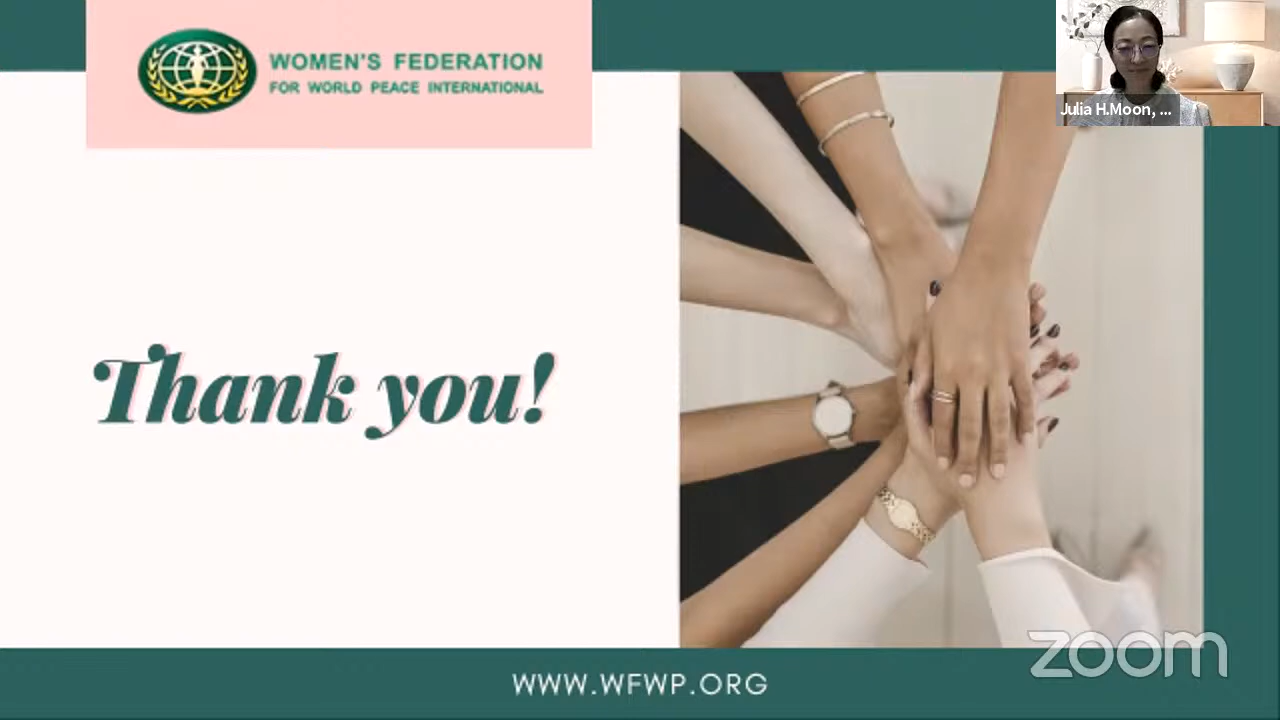 WOMEN'S FEDERATION
FOR WORLD PEACE INTERNATIONAL
Julia H.Moon, ...
Thank you!
zoom
WWW.WFWP.ORG